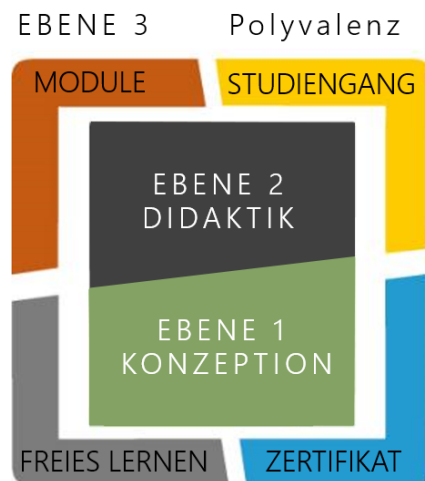 EBENE 3 Polyvalenz
MODULE STUDIENGANG
EBENE 2
DIDAKTIK
EBENE 1
KONZEPTION
FREIES LERNEN ZERTIFIKAT